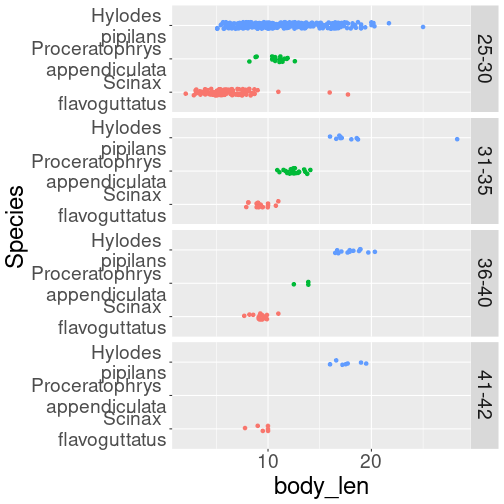 Hylodes
pipilans
Proceratophrys
appendiculata
Scinax
flavoguttatus
25-30
Hylodes
pipilans
Proceratophrys
appendiculata
Scinax
flavoguttatus
31-35
Hylodes
pipilans
Proceratophrys
appendiculata
Scinax
flavoguttatus
36-40
Hylodes
pipilans
Proceratophrys
appendiculata
Scinax
flavoguttatus
41-42
Species
10 20
body_len